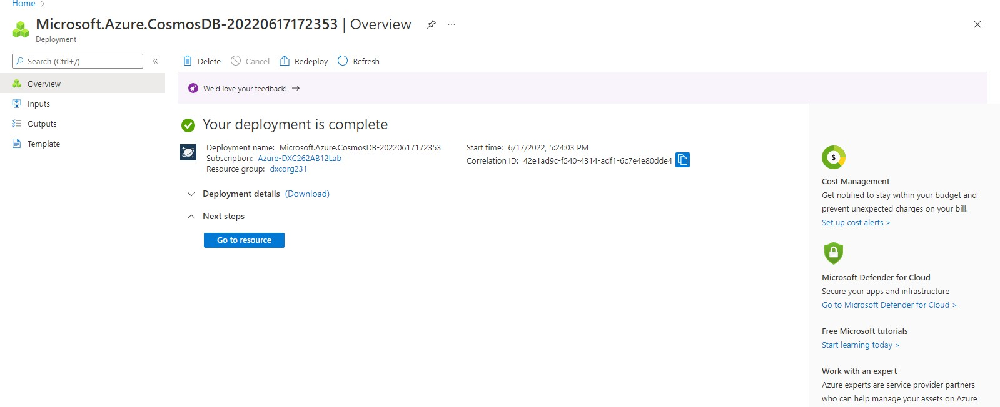 Home >
Microsoft.Azure.CosmosDB-20220617172353 | Overview ...
Deployment
Search (Ctrl+/) «
Delete Cancel Redeploy Refresh
Overview
Inputs
Outputs
Template
We'd love your feedback! →
Your deployment is complete
Deployment name: Microsoft.Azure.CosmosDB-20220617172353
Subscription: Azure-DXC262AB12Lab
Resource group: dxcorg231
Start time: 6/17/2022, 5:24:03 PM
Correlation ID: 42e1ad9c-f540-4314-adf1-6c7e4e80dde4
Deployment details (Download)
Next steps
Go to resource
$
Cost Management
Get notified to stay within your budget and
prevent unexpected charges on your bill.
Set up cost alerts >
Microsoft Defender for Cloud
Secure your apps and infrastructure
Go to Microsoft Defender for Cloud >
Free Microsoft tutorials
Start learning today >
Work with an expert
Azure experts are service provider partners
who can help manage your assets on Azure